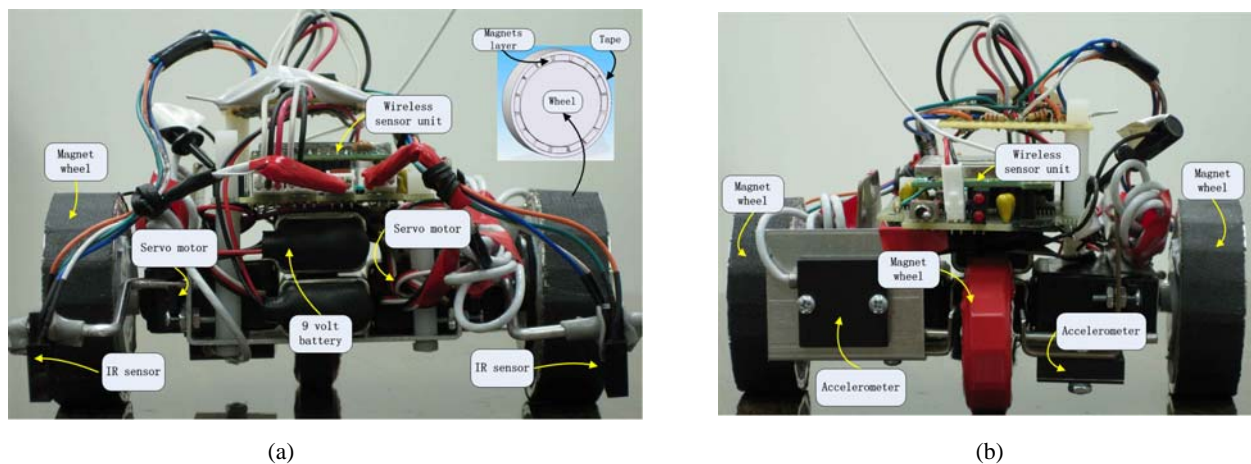 Magnets
layer
Tape
Wheel
Wireless
sensor unit
Magnet
wheel
Servo motor
Servo motor
9 volt
battery
IR sensor
IR sensor
(a)
Wireless
sensor unit
Magnet
wheel
Magnet
wheel
Magnet
wheel
Accelerometer
Accelerometer
(b)